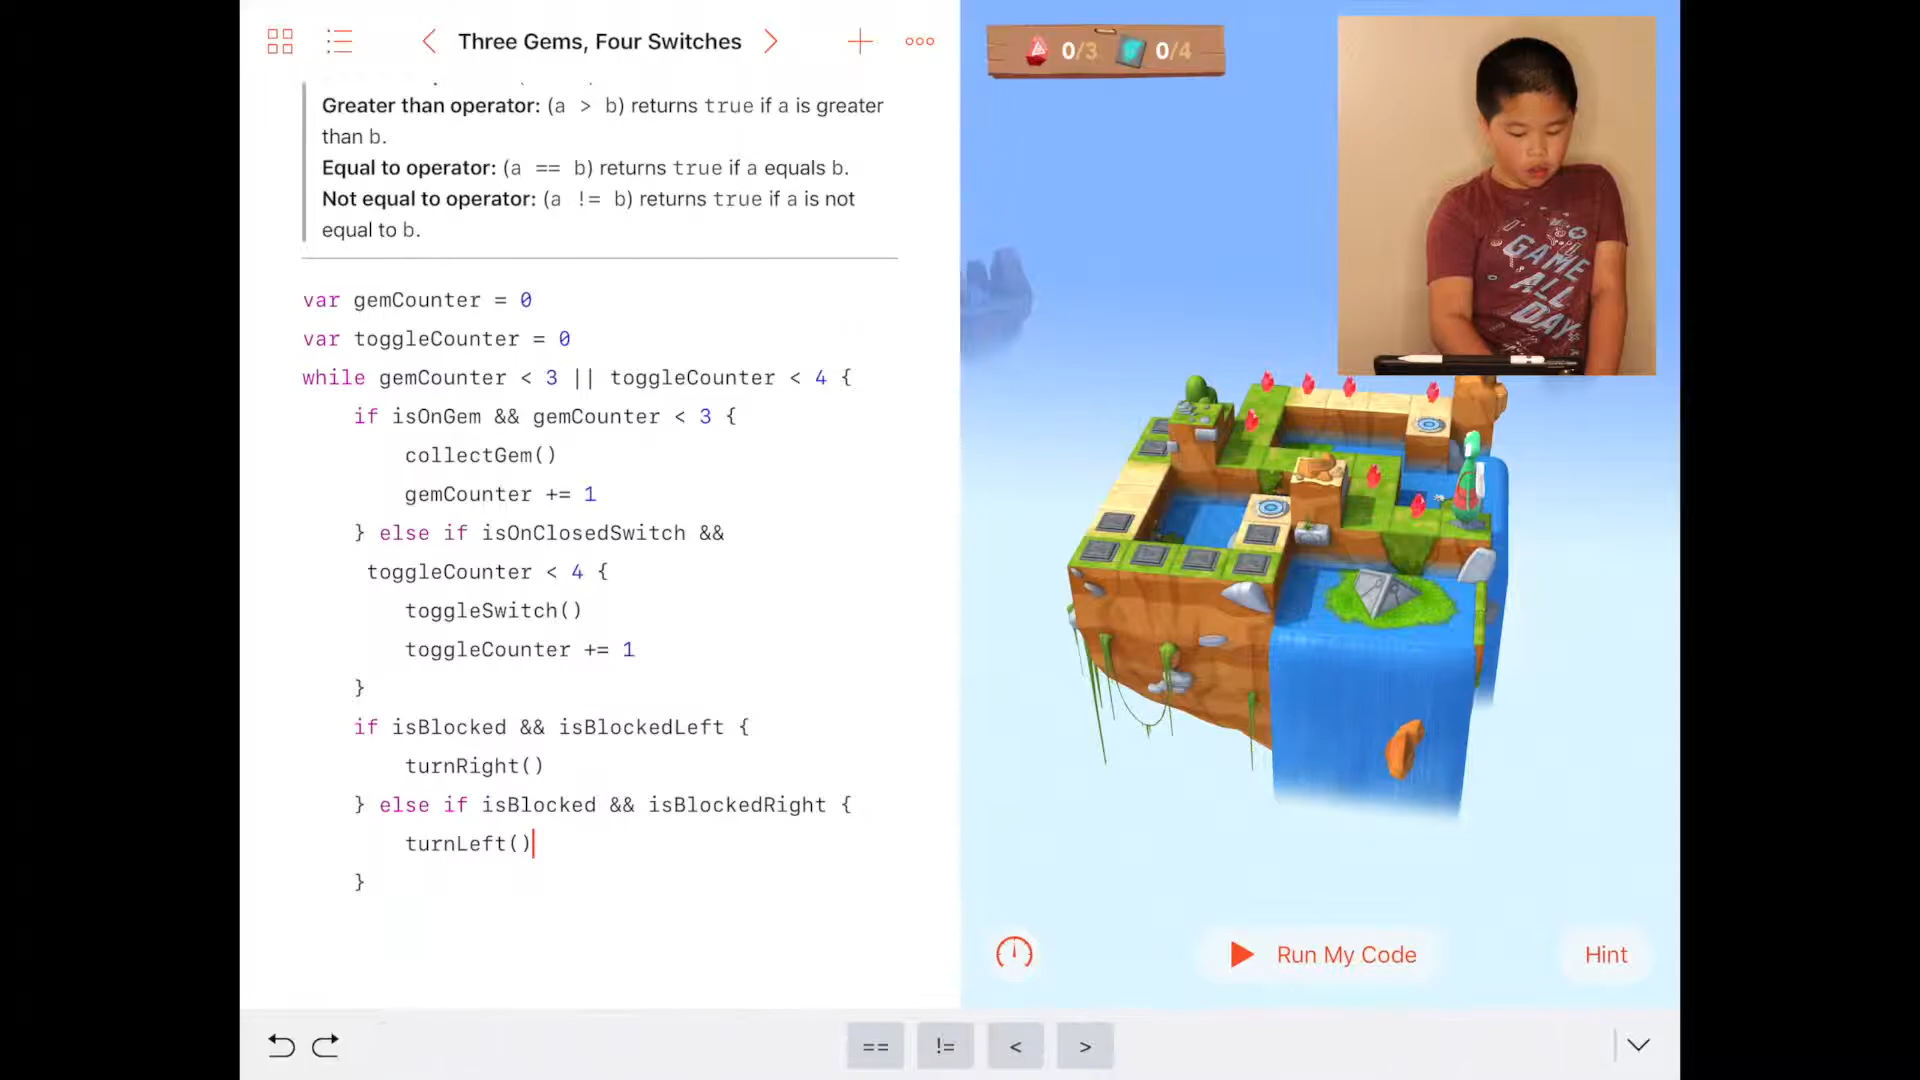 Three Gems, Four Switches
0/3 0/4
Greater than operator: (a > b) returns true if a is greater
than b.
Equal to operator: (a == b) returns true if a equals b.
Not equal to operator: (a != b) returns true if a is not
equal to b.
var gemCounter = 0
var toggleCounter = 0
while gemCounter < 3 || toggleCounter < 4 {
if isOnGem && gemCounter < 3 {
collectGem()
gemCounter += 1
} else if isOnClosedSwitch &&
toggleCounter < 4 {
toggleSwitch()
toggleCounter += 1
}
if isBlocked && isBlockedLeft {
turnRight()
} else if isBlocked && isBlockedRight {
turnLeft()
}
GAME
ALL
DAY
Run My Code
Hint
== != < >